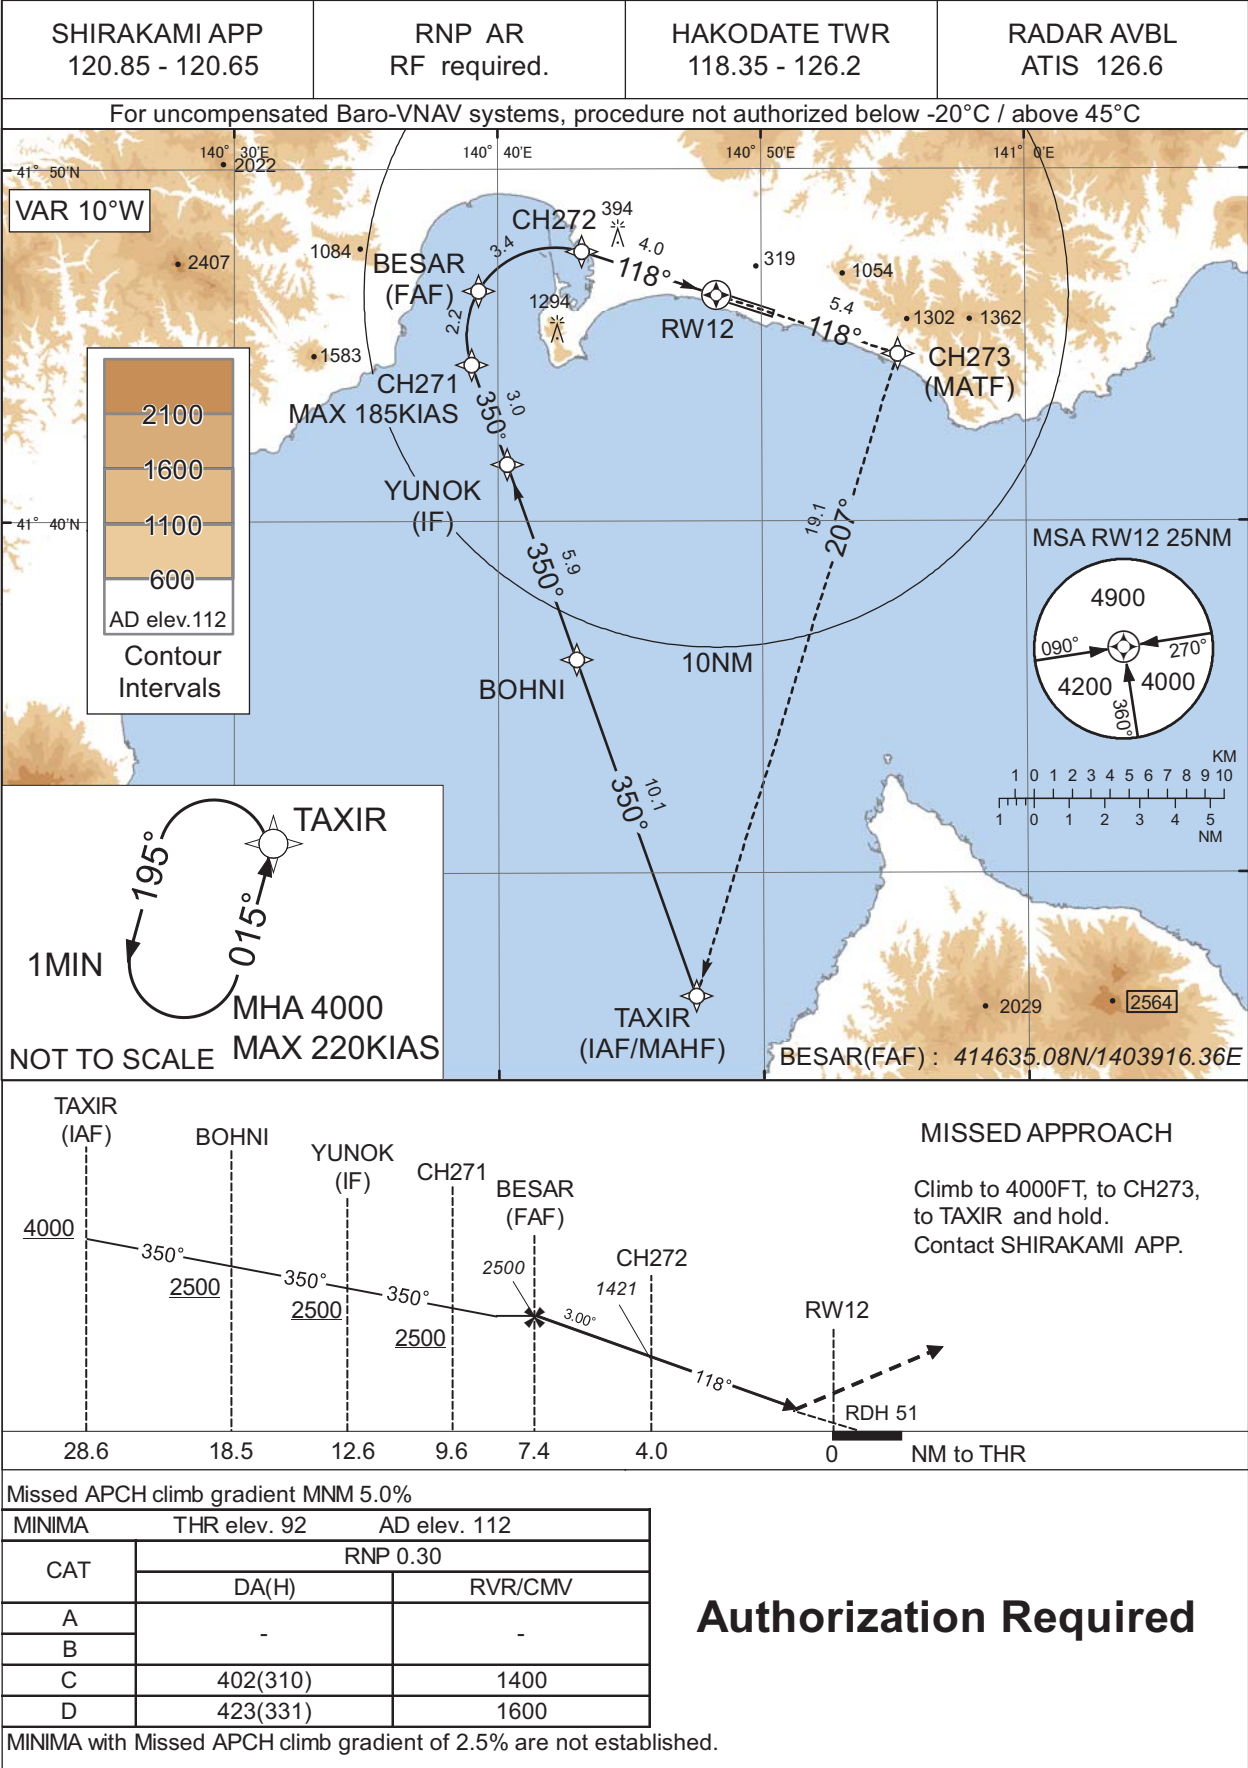 SHIRAKAMI APP
120.85 - 120.65
RNP AR
RF required.
HAKODATE TWR
118.35 - 126.2
RADAR AVBL
ATIS 126.6
For uncompensated Baro-VNAV systems, procedure not authorized below -20°C / above 45°C
140° 30'E
140° 40'E
140° 50'E
141° 0'E
41° 50'N
2022
VAR 10°W
2407
1084
1583
CH272
394
3.4
4.0
118°
319
1054
BESAR
(FAF)
1294
2.2
RW12
5.4
118°
1302
1362
CH273
(MATF)
CH271
MAX 185KIAS
3.0
350°
YUNOK
(IF)
41° 40'N
2100
1600
1100
600
AD elev.112
Contour
Intervals
5.9
350°
19.1
207°
MSA RW12 25NM
4900
090°
270°
4200
4000
360°
10NM
BOHNI
10.1
350°
KM
1 0 1 2 3 4 5 6 7 8 9 10
1 0 1 2 3 4 5
NM
TAXIR
195°
015°
1MIN
MHA 4000
MAX 220KIAS
NOT TO SCALE
TAXIR
(IAF/MAHF)
2029
2564
BESAR(FAF) : 414635.08N/1403916.36E
TAXIR
(IAF)
BOHNI
YUNOK
(IF)
CH271
BESAR
(FAF)
CH272
RW12
4000
350°
2500
350°
2500
350°
2500
2500
3.00°
1421
118°
RDH 51
28.6
18.5
12.6
9.6
7.4
4.0
0
NM to THR
MISSED APPROACH
Climb to 4000FT, to CH273,
to TAXIR and hold.
Contact SHIRAKAMI APP.
Missed APCH climb gradient MNM 5.0%
MINIMA THR elev. 92 AD elev. 112
CAT
RNP 0.30
DA(H) RVR/CMV
A
B
- -
C 402(310) 1400
D 423(331) 1600
Authorization Required
MINIMA with Missed APCH climb gradient of 2.5% are not established.